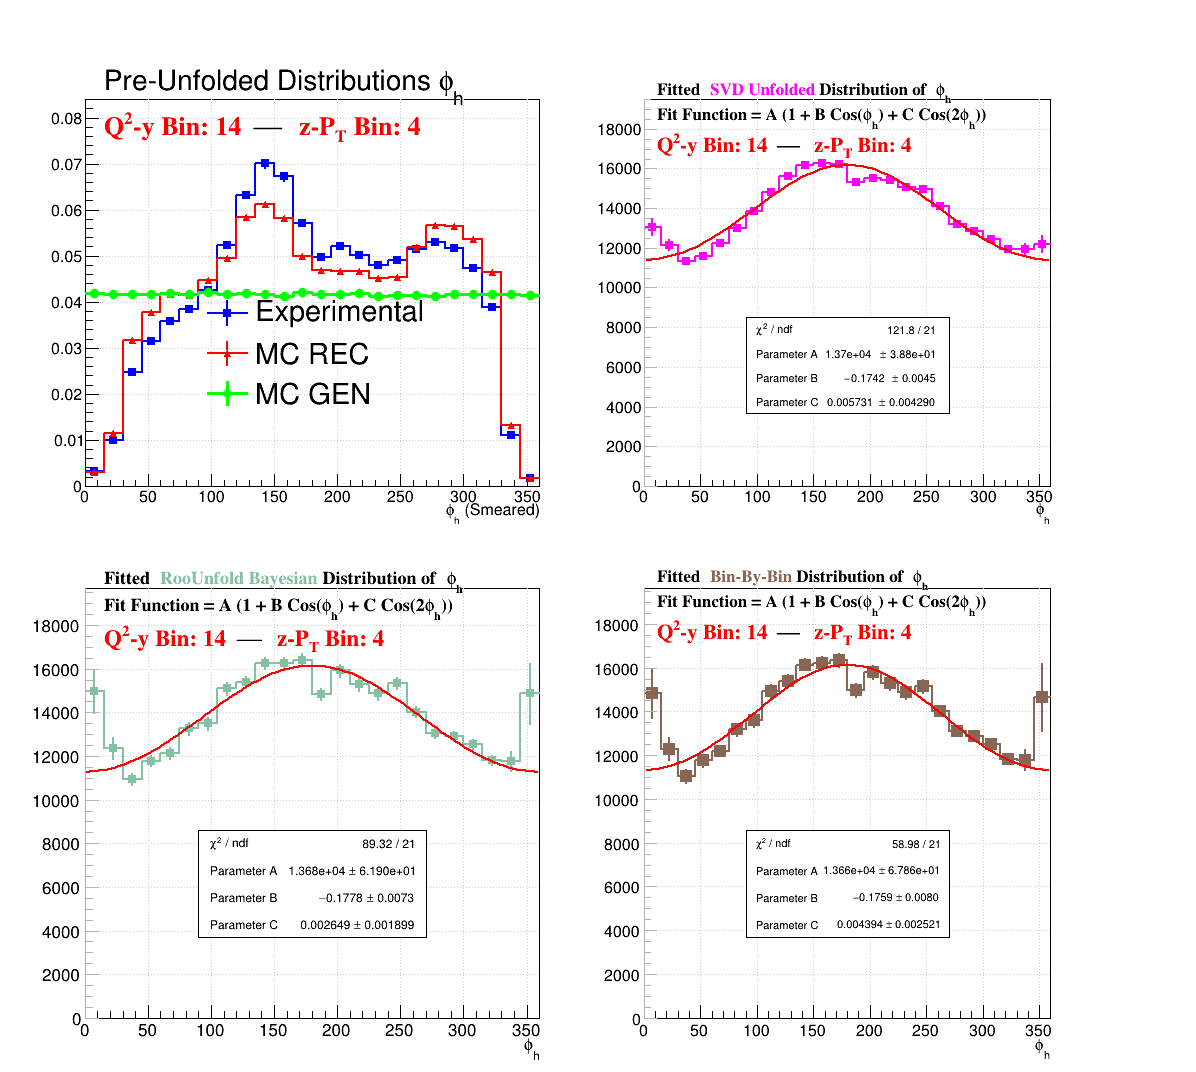 Pre-Unfolded Distributions ϕh
Q²-y Bin: 14 — z-PT Bin: 4
0.08
0.07
0.06
0.05
0.04
0.03
0.02
0.01
0
Experimental
MC REC
MC GEN
0 50 100 150 200 250 300 350
ϕh (Smeared)
Fitted SVD Unfolded Distribution of ϕh
Fit Function = A (1 + B Cos(ϕh) + C Cos(2ϕh))
Q²-y Bin: 14 — z-PT Bin: 4
18000
16000
14000
12000
10000
8000
6000
4000
2000
0
χ² / ndf 121.8 / 21
Parameter A 1.37e+04 ± 3.88e+01
Parameter B −0.1742 ± 0.0045
Parameter C 0.005731 ± 0.004290
0 50 100 150 200 250 300 350
ϕh
Fitted RooUnfold Bayesian Distribution of ϕh
Fit Function = A (1 + B Cos(ϕh) + C Cos(2ϕh))
Q²-y Bin: 14 — z-PT Bin: 4
18000
16000
14000
12000
10000
8000
6000
4000
2000
0
χ² / ndf 89.32 / 21
Parameter A 1.368e+04 ± 6.190e+01
Parameter B −0.1778 ± 0.0073
Parameter C 0.002649 ± 0.001899
0 50 100 150 200 250 300 350
ϕh
Fitted Bin-By-Bin Distribution of ϕh
Fit Function = A (1 + B Cos(ϕh) + C Cos(2ϕh))
Q²-y Bin: 14 — z-PT Bin: 4
18000
16000
14000
12000
10000
8000
6000
4000
2000
0
χ² / ndf 58.98 / 21
Parameter A 1.366e+04 ± 6.786e+01
Parameter B −0.1759 ± 0.0080
Parameter C 0.004394 ± 0.002521
0 50 100 150 200 250 300 350
ϕh